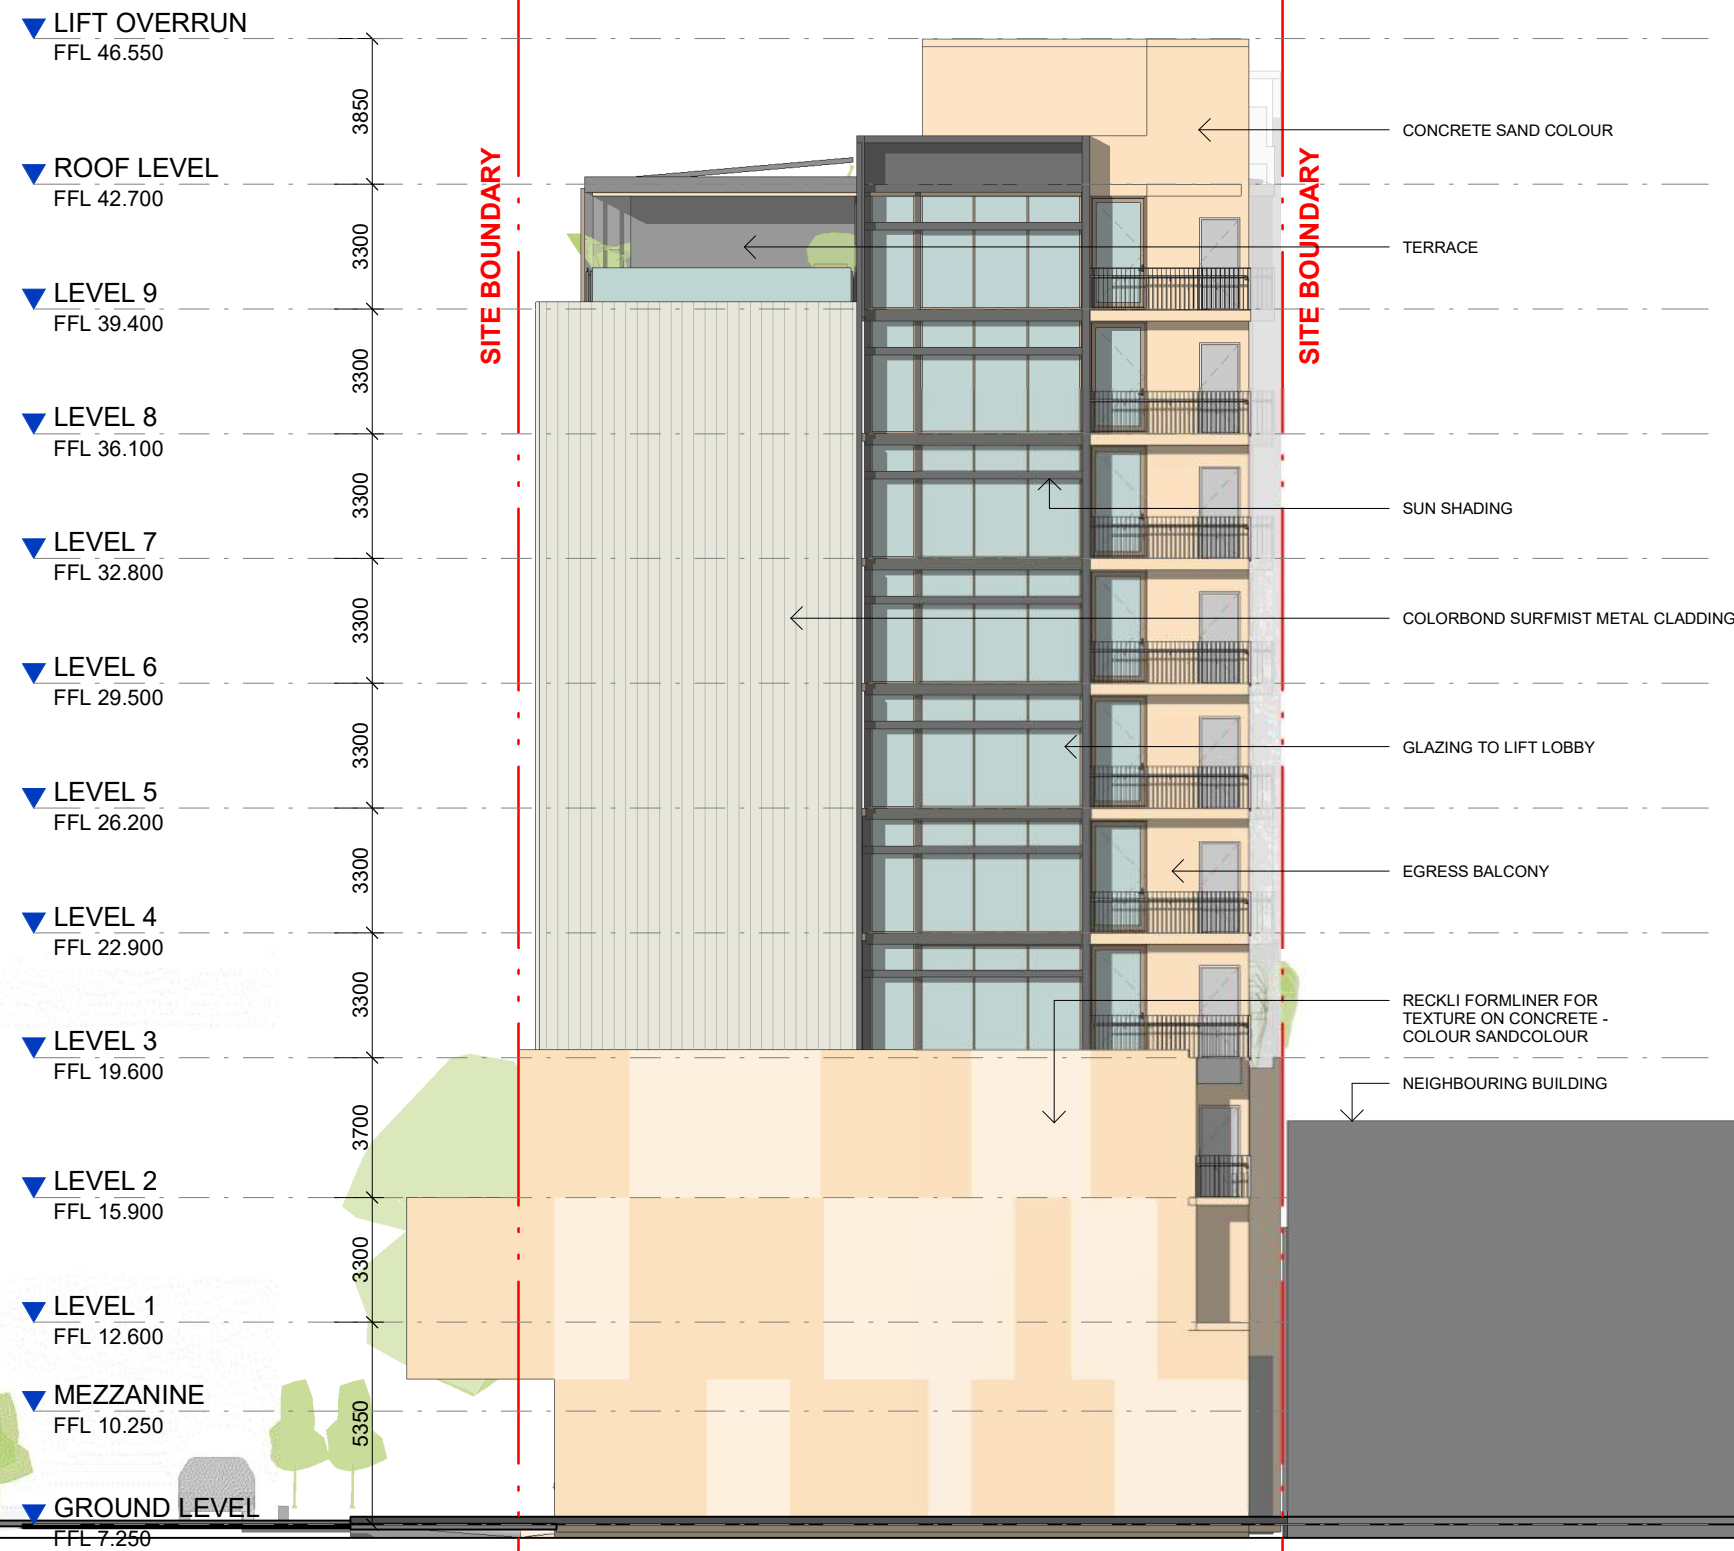 LIFT OVERRUN
FFL 46.550
3850
CONCRETE SAND COLOUR
ROOF LEVEL
FFL 42.700
SITE BOUNDARY
SITE BOUNDARY
3300
TERRACE
LEVEL 9
FFL 39.400
3300
LEVEL 8
FFL 36.100
3300
SUN SHADING
LEVEL 7
FFL 32.800
3300
COLORBOND SURFMIST METAL CLADDING
LEVEL 6
FFL 29.500
3300
GLAZING TO LIFT LOBBY
LEVEL 5
FFL 26.200
3300
EGRESS BALCONY
LEVEL 4
FFL 22.900
3300
RECKLI FORMLINER FOR
TEXTURE ON CONCRETE -
COLOUR SANDCOLOUR
LEVEL 3
FFL 19.600
NEIGHBOURING BUILDING
3700
LEVEL 2
FFL 15.900
3300
LEVEL 1
FFL 12.600
MEZZANINE
FFL 10.250
5350
GROUND LEVEL
FFL 7.250